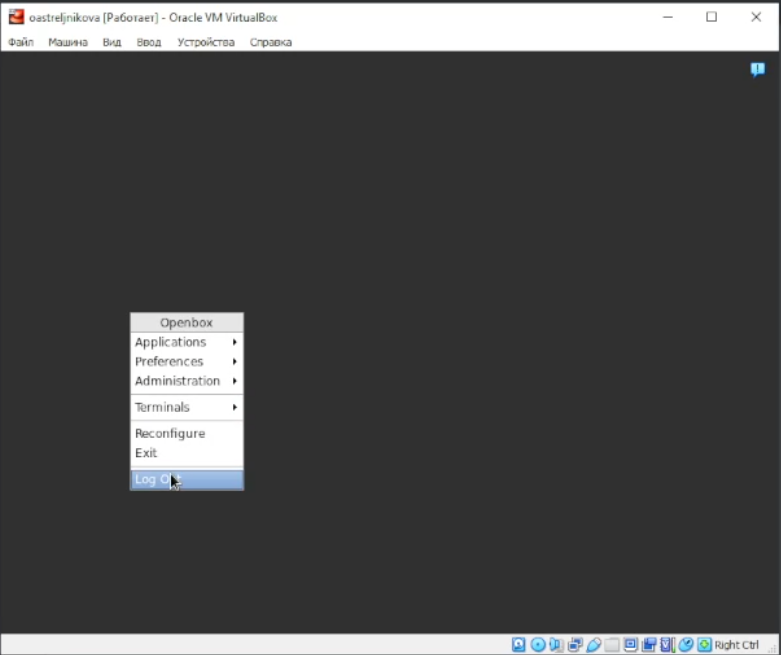 oastreljnikova [Работает] - Oracle VM VirtualBox
Файл Машина Вид Ввод Устройства Справка
Openbox
Applications
Preferences
Administration
Terminals
Reconfigure
Exit
Log
Right Ctrl